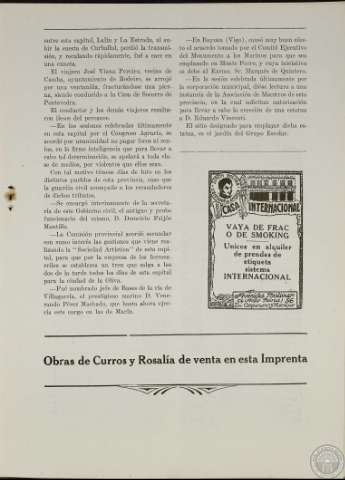 entre esta capital, Lalín y La Estrada, al subir
la cuesta de Carballal, perdió la transmisión,
y reculando rápidamente, fué a caer en
una cuneta.
El viajero José Viana Pereira, vecino de
Camba, ayuntamiento de Rodeiro, se arrojó
por una ventanilla, fracturándose una pierna,
siendo conducido a la Casa de Socorro de
Pontevedra.
El conductor y los demás viajeros resultaron
ilesos del percance.
—En las sesiones celebradas últimamente
en esta capital por el Congreso Agrario, se
acordó por unanimidad no pagar foros ni rentas,
en la firme inteligencia que para llevar a
cabo tal determinación, se apelará a toda clase
de medios, por violentos que ellos sean.
Con tal motivo tiénese días de luto en los
distintos pueblos de esta provincia, caso que
la guardia civil acompañe a los recaudadores
de dichos tributos.
—Se encargó interinamente de la secretaría
de este Gobierno civil, el antiguo y probo
funcionario del mismo, D. Donocio Feijóo
Mantilla.
—La Comisión provincial acordó secundar
con sumo interés las gestiones que viene realizando
la "Sociedad Artística" de esta capital,
para que por la empresa de los ferrocarriles
se establezca un tren que salga a las
dos de la tarde todos los días de esta capital
para la ciudad de la Oliva.
—Fué nombrado jefe de Bases de la ría de
Villagarcía, el prestigioso marino D. Venerando
Pérez Machado, que hasta ahora ejercía
este cargo en las de Marín.
—En Bayona (Vigo), causó muy buen efecto
el acuerdo tomado por el Comité Ejecutivo
del Monumento a los Marinos para que sea
emplazado en Monte Ferro, y cuya iniciativa
se debe al Excmo. Sr. Marqués de Quintero.
—En la sesión celebrada últimamente por
la corporación municipal, dióse lectura a una
instancia de la Asociación de Maestros de esta
provincia, en la cual solicitan autorización
para llevar a cabo la erección de una estatua
a D. Eduardo Vincenti.
El sitio designado para emplazar dicha estatua,
es el jardín del Grupo Escolar.
CASA INTERNACIONAL
VAYA DE FRAC
O DE SMOKING
Unicos en alquiler
de prendas de
etiqueta
sistema
INTERNACIONAL
Obras de Curros y Rosalía de venta en esta Imprenta